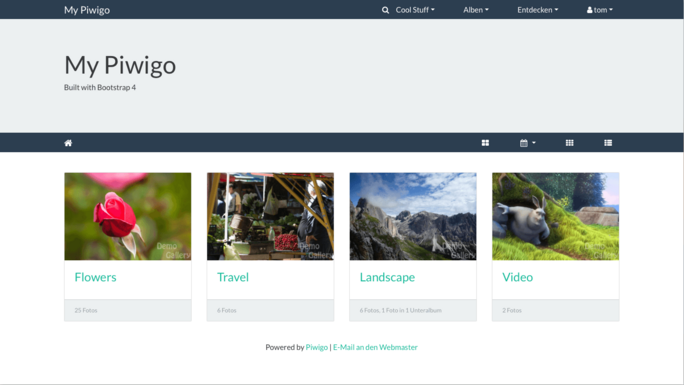 My Piwigo
Cool Stuff
Alben
Entdecken
tom
My Piwigo
Built with Bootstrap 4
Demo
Gallery
Demo
Gallery
Demo
Gallery
Demo
Gallery
Flowers
Travel
Landscape
Video
25 Fotos
6 Fotos
6 Fotos, 1 Foto in 1 Unteralbum
2 Fotos
Powered by Piwigo | E-Mail an den Webmaster